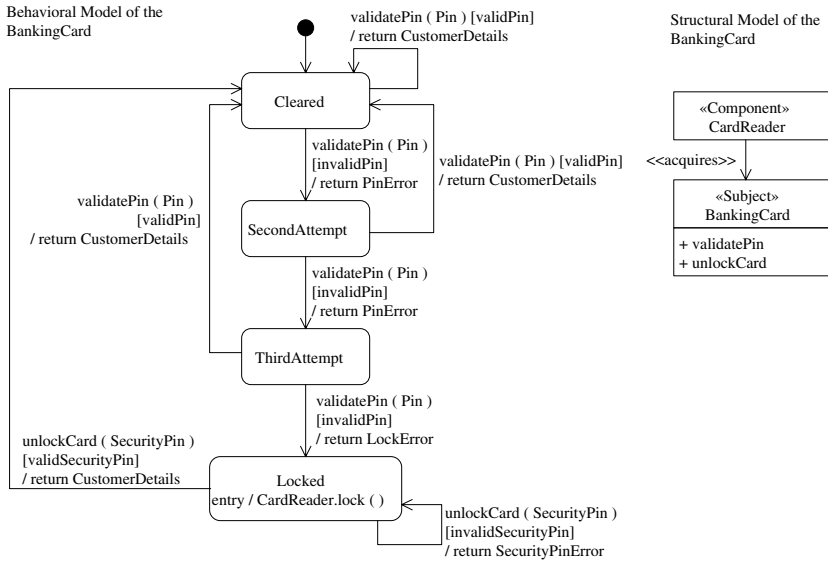 Behavioral Model of the
BankingCard
validatePin ( Pin ) [validPin]
/ return CustomerDetails
Structural Model of the
BankingCard
Cleared
«Component»
CardReader
validatePin ( Pin )
[invalidPin]
/ return PinError
validatePin ( Pin ) [validPin]
/ return CustomerDetails
<<acquires>>
validatePin ( Pin )
[validPin]
/ return CustomerDetails
SecondAttempt
«Subject»
BankingCard
+ validatePin
+ unlockCard
validatePin ( Pin )
[invalidPin]
/ return PinError
ThirdAttempt
validatePin ( Pin )
[invalidPin]
/ return LockError
unlockCard ( SecurityPin )
[validSecurityPin]
/ return CustomerDetails
Locked
entry / CardReader.lock ( )
unlockCard ( SecurityPin )
[invalidSecurityPin]
/ return SecurityPinError